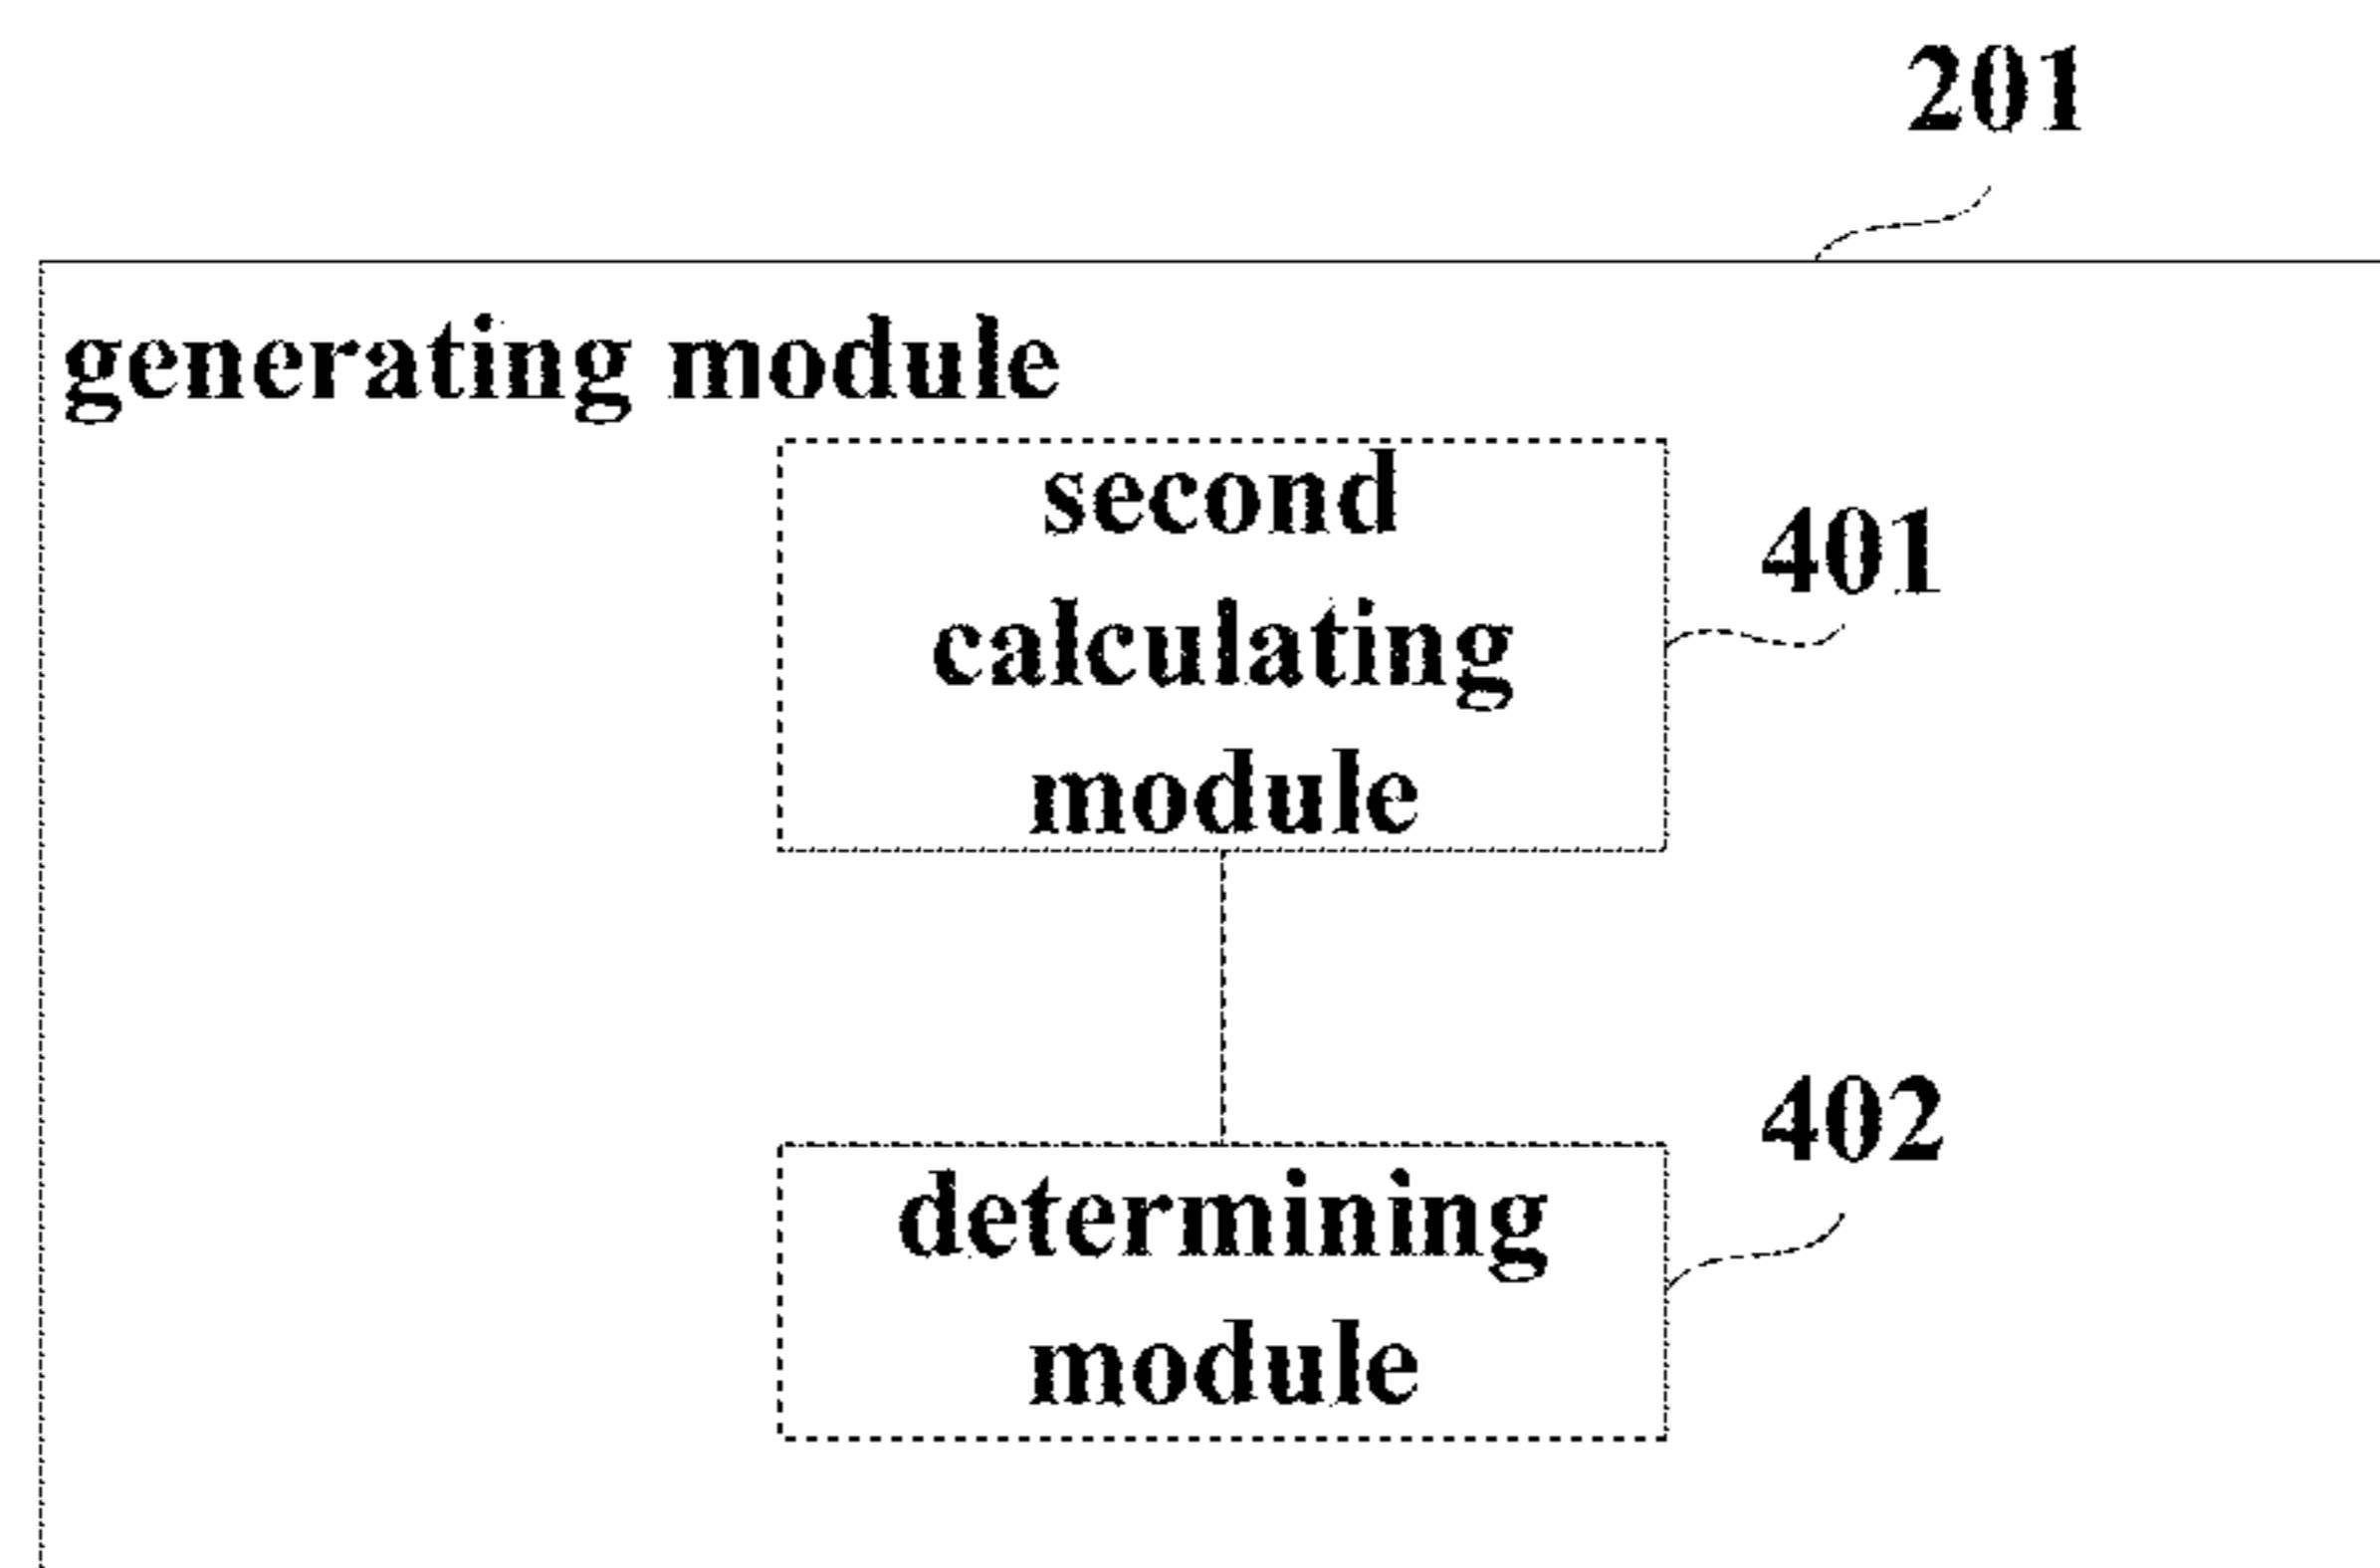 201
generating module
second
calculating
module
401
determining
module
402